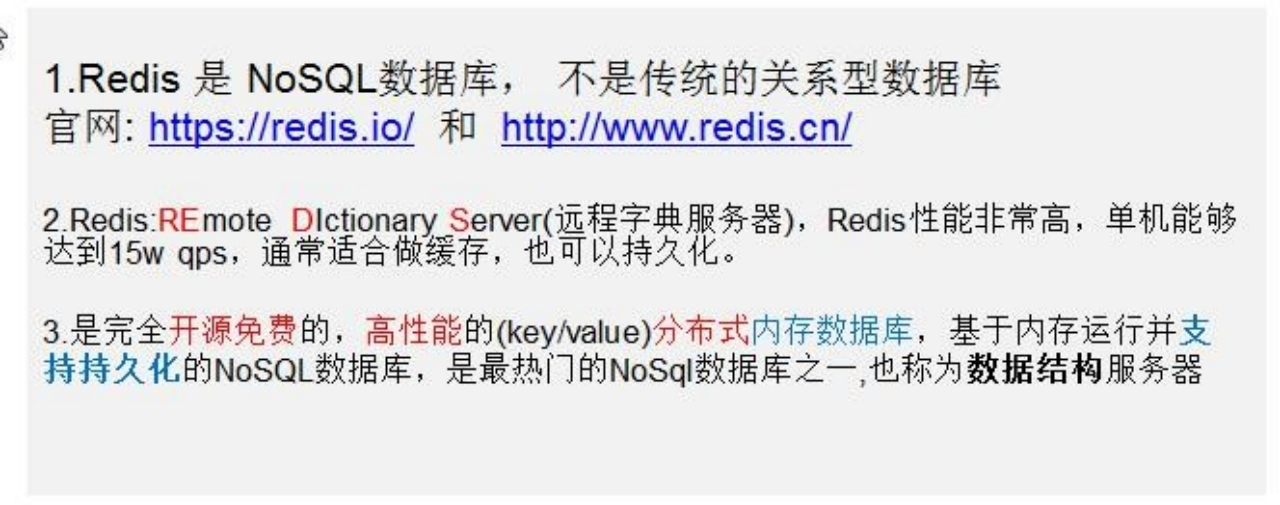 1.Redis 是 NoSQL数据库， 不是传统的关系型数据库
官网: https://redis.io/ 和 http://www.redis.cn/
2.Redis:REmote DIctionary Server(远程字典服务器)，Redis性能非常高，单机能够
达到15w qps，通常适合做缓存，也可以持久化。
3.是完全开源免费的，高性能的(key/value)分布式内存数据库，基于内存运行并支
持持久化的NoSQL数据库，是最热门的NoSql数据库之一,也称为数据结构服务器